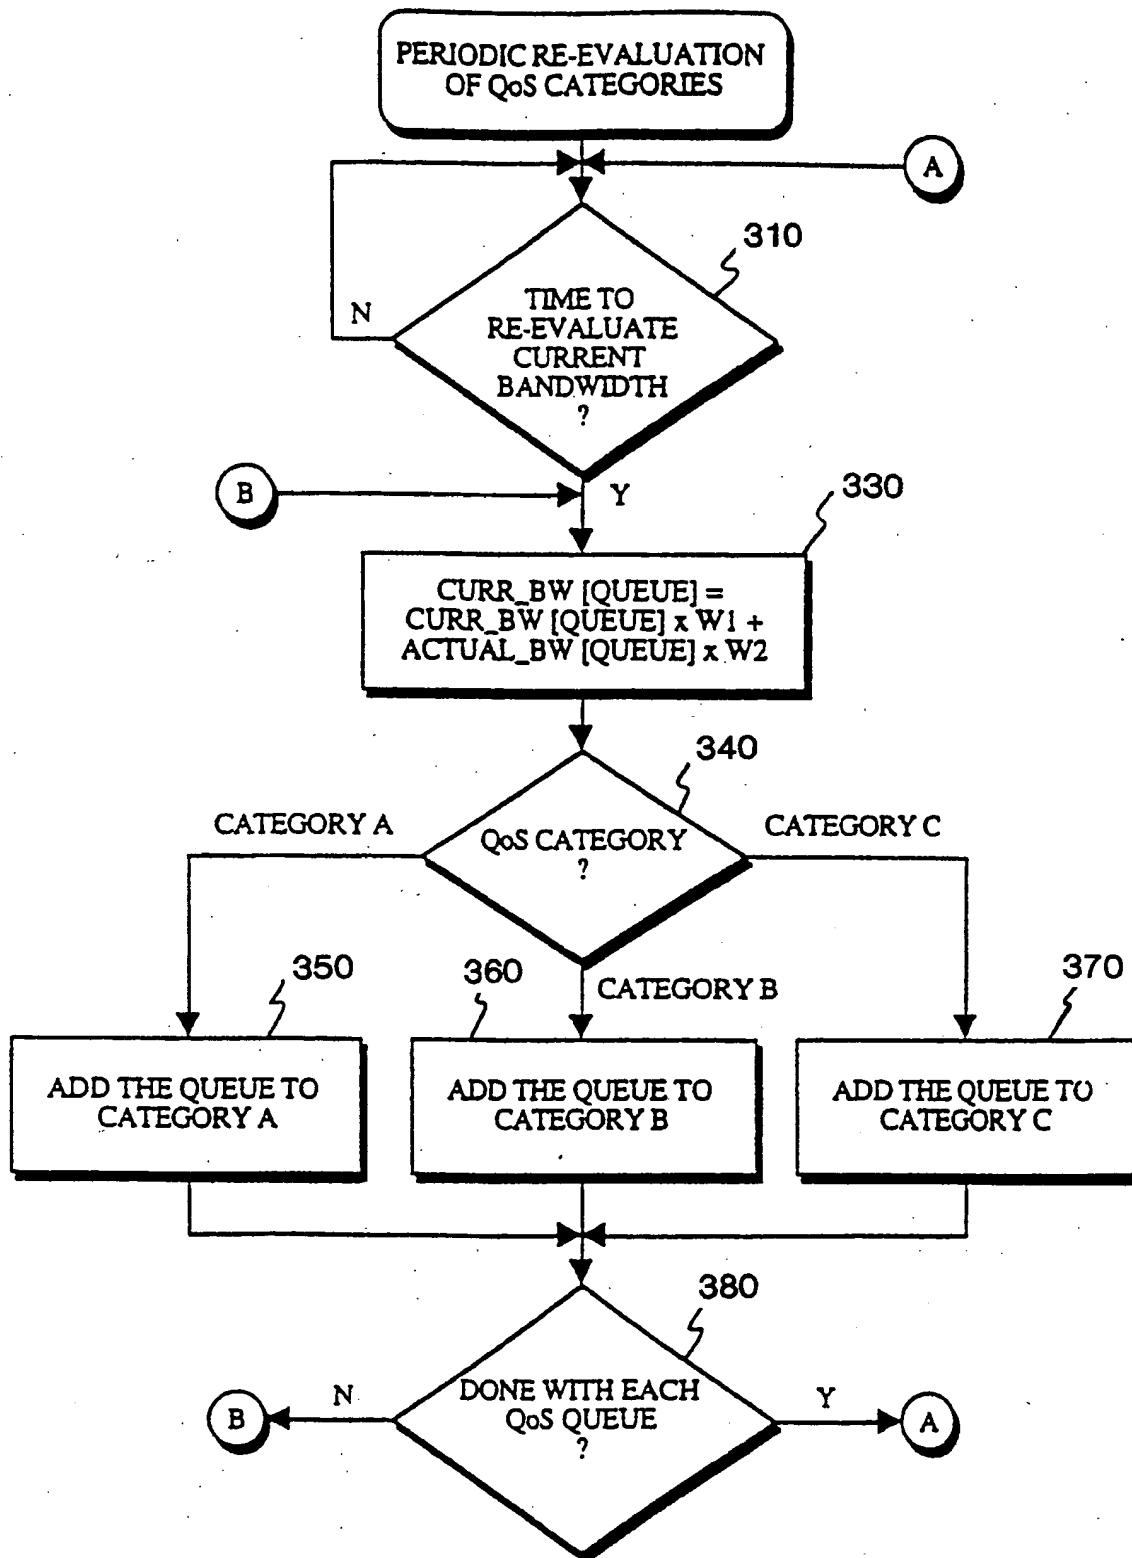 PERIODIC RE-EVALUATION
OF QoS CATEGORIES
A
310
N
TIME TO
RE-EVALUATE
CURRENT
BANDWIDTH
?
B
Y
330
CURR_BW [QUEUE] =
CURR_BW [QUEUE] x W1 +
ACTUAL_BW [QUEUE] x W2
340
CATEGORY A
QoS CATEGORY
?
CATEGORY C
350
360
CATEGORY B
370
ADD THE QUEUE TO
CATEGORY A
ADD THE QUEUE TO
CATEGORY B
ADD THE QUEUE TO
CATEGORY C
380
B
N
DONE WITH EACH
QoS QUEUE
?
Y
A